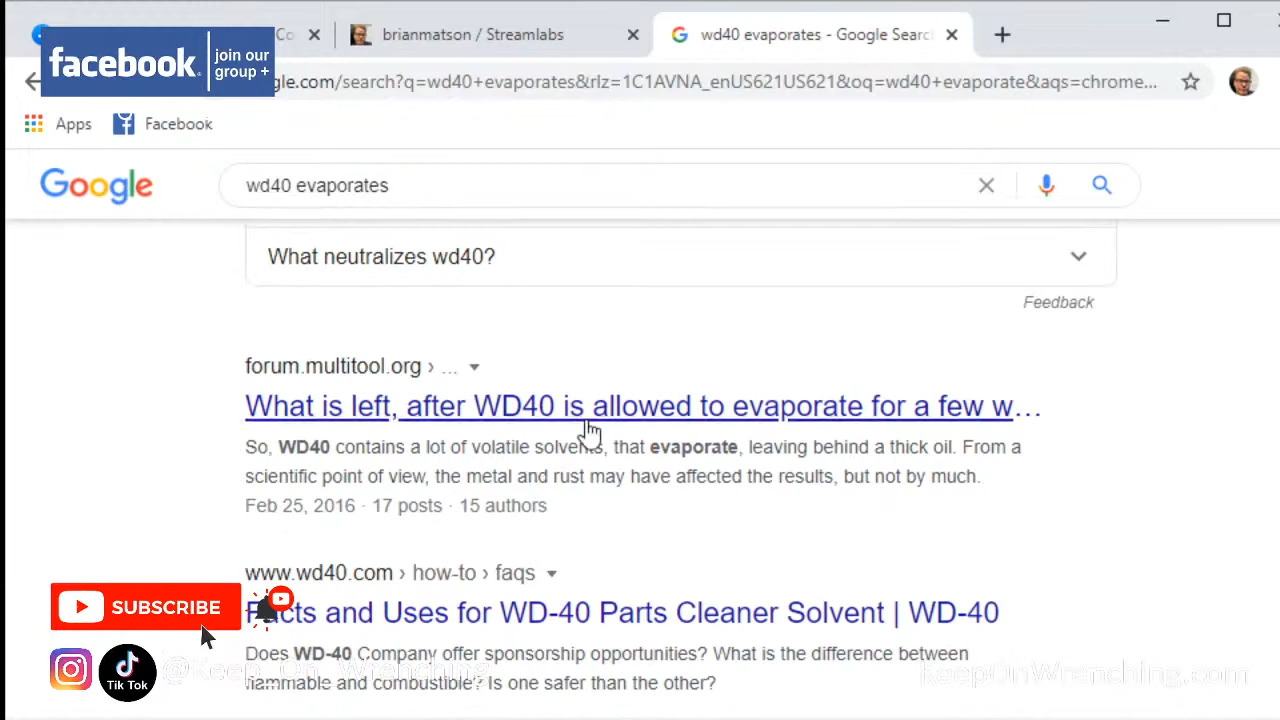 facebook. join our group +
Co
brianmatson / Streamlabs
wd40 evaporates - Google Searc
gle.com/search?q=wd40+evaporates&rlz=1C1AVNA_enUS621US621&oq=wd40+evaporate&aqs=chrome...
Apps
Facebook
Google
wd40 evaporates
What neutralizes wd40?
Feedback
forum.multitool.org › ...
What is left, after WD40 is allowed to evaporate for a few w...
So, WD40 contains a lot of volatile solvents, that evaporate, leaving behind a thick oil. From a
scientific point of view, the metal and rust may have affected the results, but not by much.
Feb 25, 2016 · 17 posts · 15 authors
www.wd40.com › how-to › faqs
SUBSCRIBE
Facts and Uses for WD-40 Parts Cleaner Solvent | WD-40
Does WD-40 Company offer sponsorship opportunities? What is the difference between
flammable and combustible? Is one safer than the other?
Tik Tok
@Keep_On_Wrenching
KeepOnWrenching.com